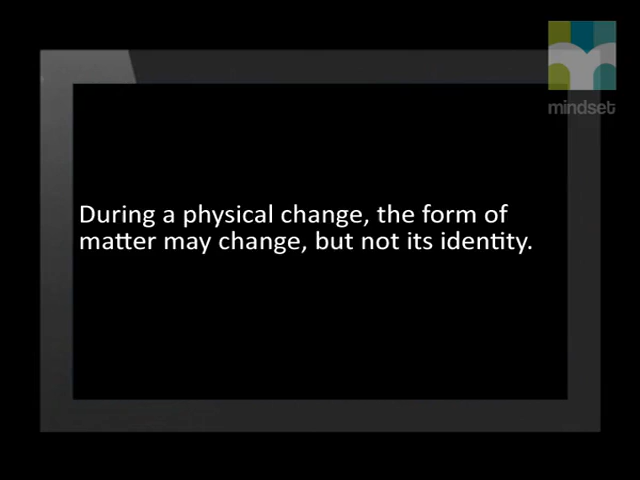 mindset
During a physical change, the form of
matter may change, but not its identity.